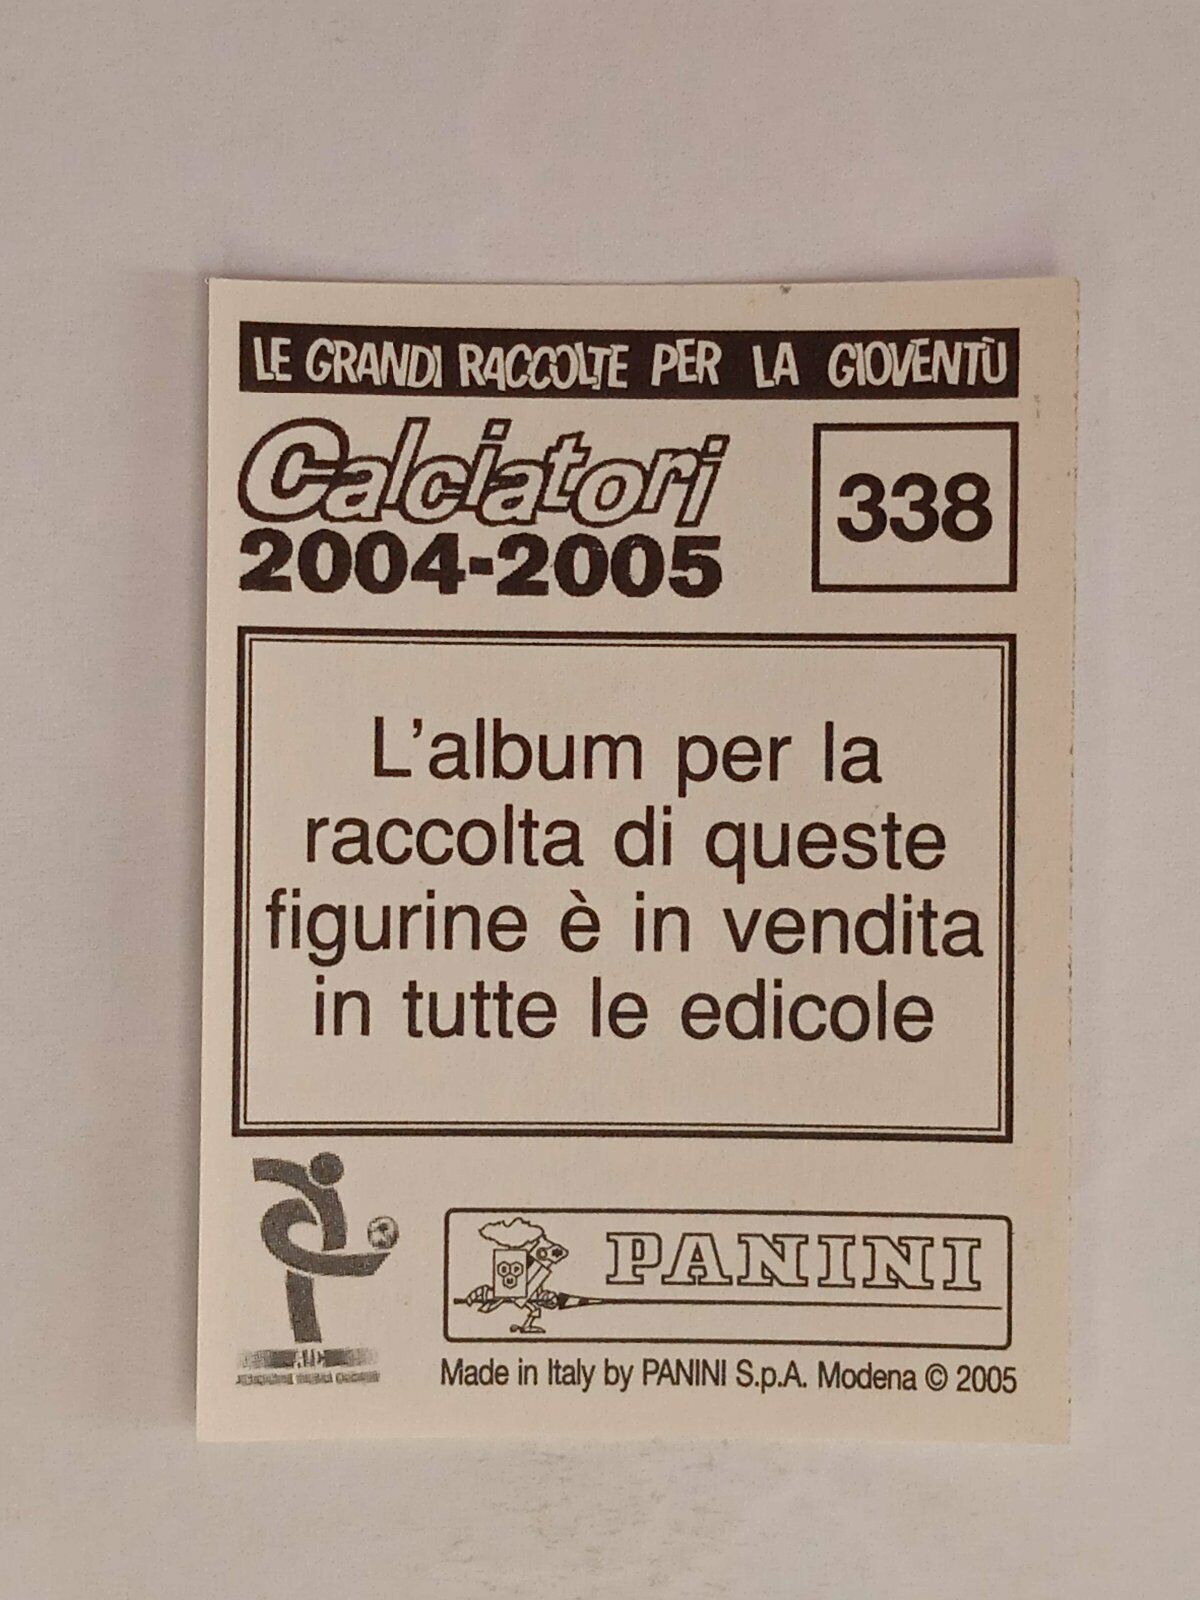 LE GRANDI RACCOLTE PER LA GIOVENTÙ
Calciatori
2004-2005
338
L'album per la
raccolta di queste
figurine è in vendita
in tutte le edicole
PANINI
Made in Italy by PANINI S.p.A. Modena © 2005